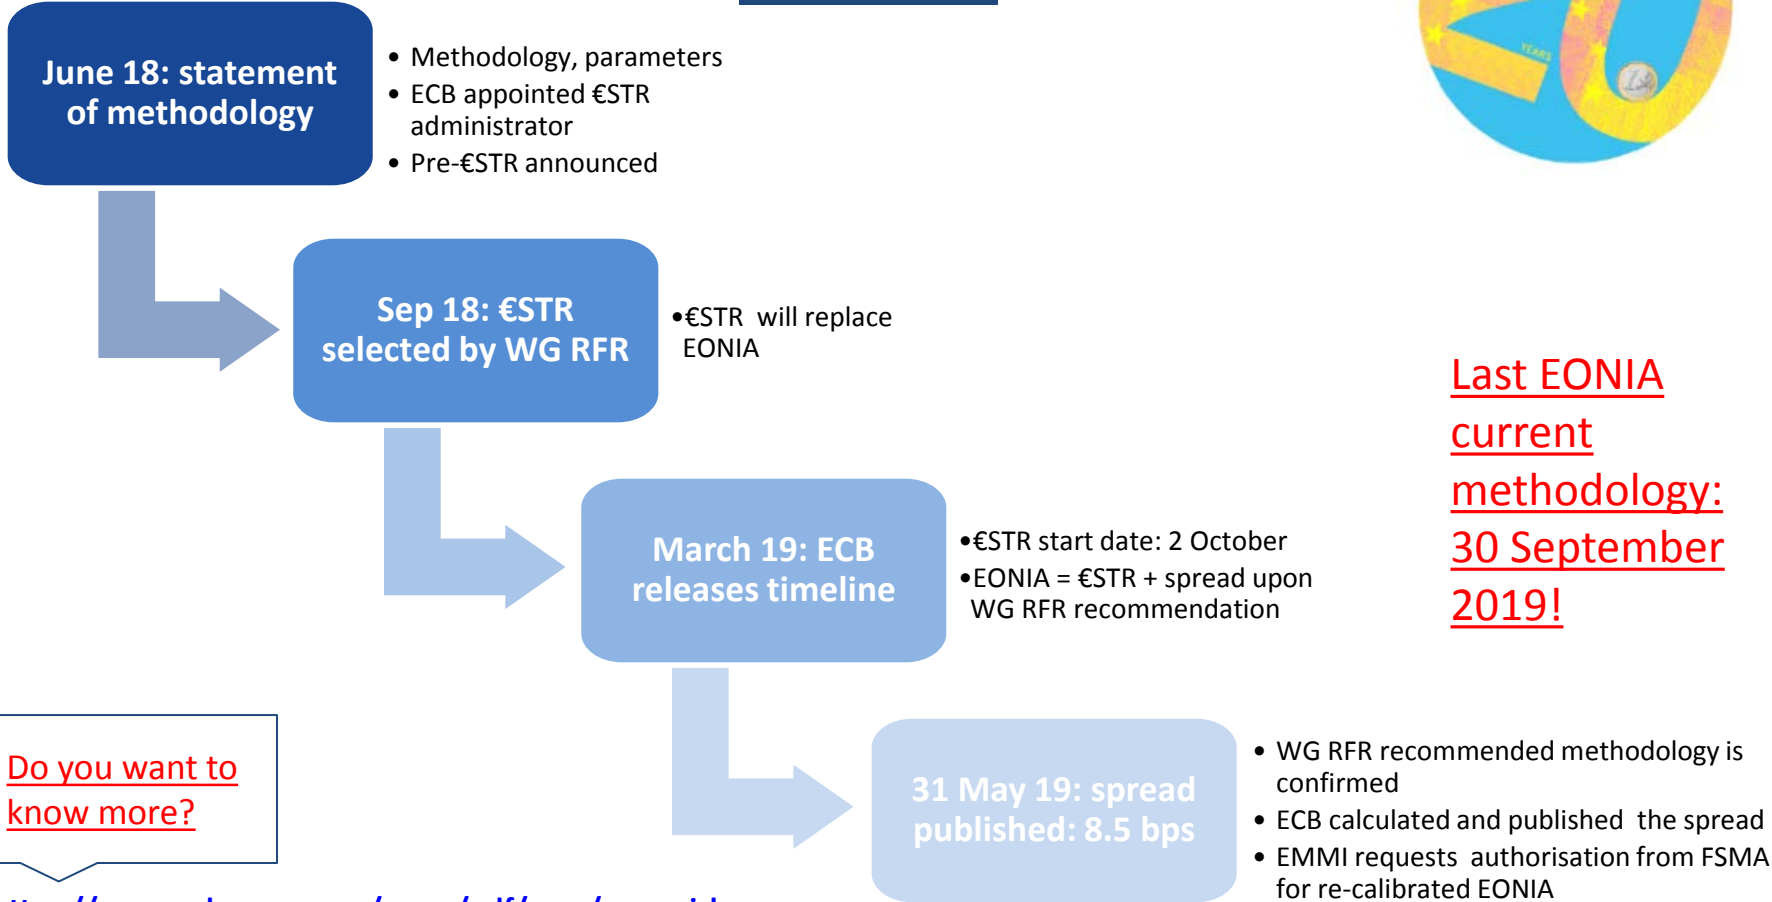 June 18: statement
of methodology
• Methodology, parameters
• ECB appointed €STR
administrator
• Pre-€STR announced
YEARS
Sep 18: €STR
selected by WG RFR
•€STR will replace
EONIA
Last EONIA
current
methodology:
30 September
2019!
March 19: ECB
releases timeline
•€STR start date: 2 October
•EONIA = €STR + spread upon
WG RFR recommendation
Do you want to
know more?
31 May 19: spread
published: 8.5 bps
• WG RFR recommended methodology is
confirmed
• ECB calculated and published the spread
• EMMI requests authorisation from FSMA
for re-calibrated EONIA